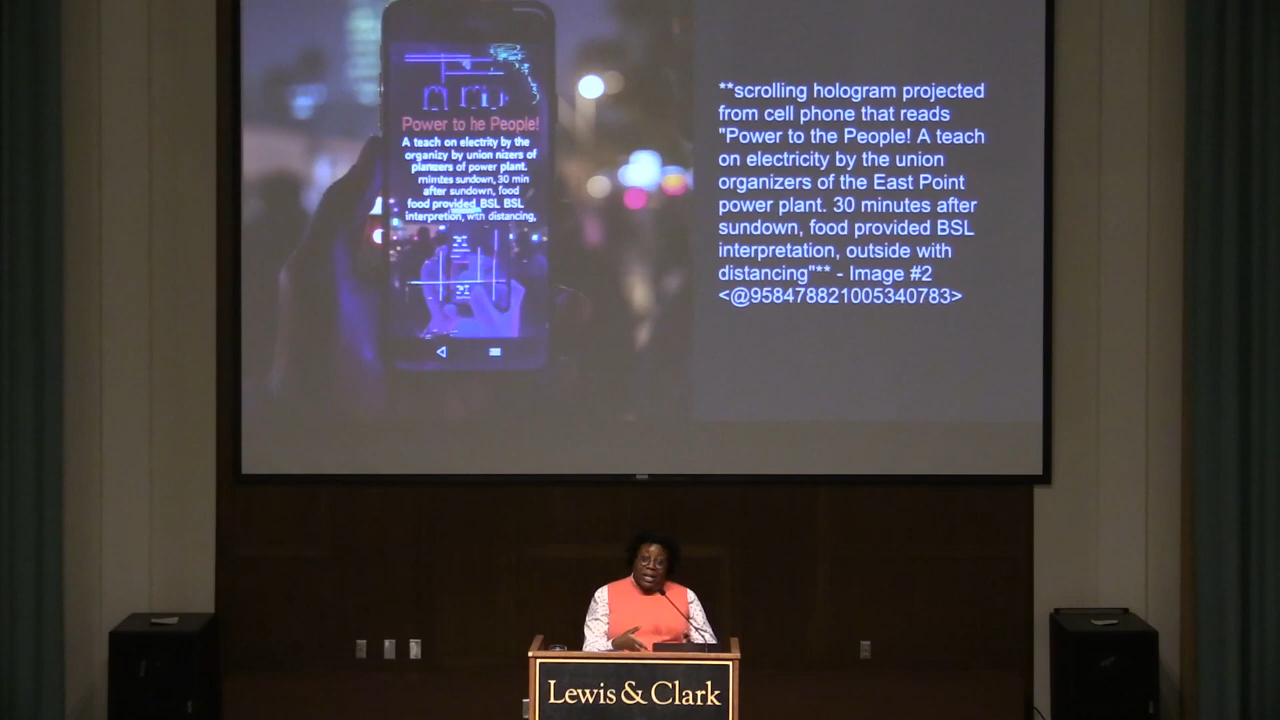 Power to he People!
A teach on electrity by the
organizy by union nizers of
planzers of power plant.
mimtes sundown, 30 min
after sundown, food
food provided BSL BSL
interpretion, with distancing,
**scrolling hologram projected
from cell phone that reads
"Power to the People! A teach
on electricity by the union
organizers of the East Point
power plant. 30 minutes after
sundown, food provided BSL
interpretation, outside with
distancing"** - Image #2
<@958478821005340783>
Lewis & Clark